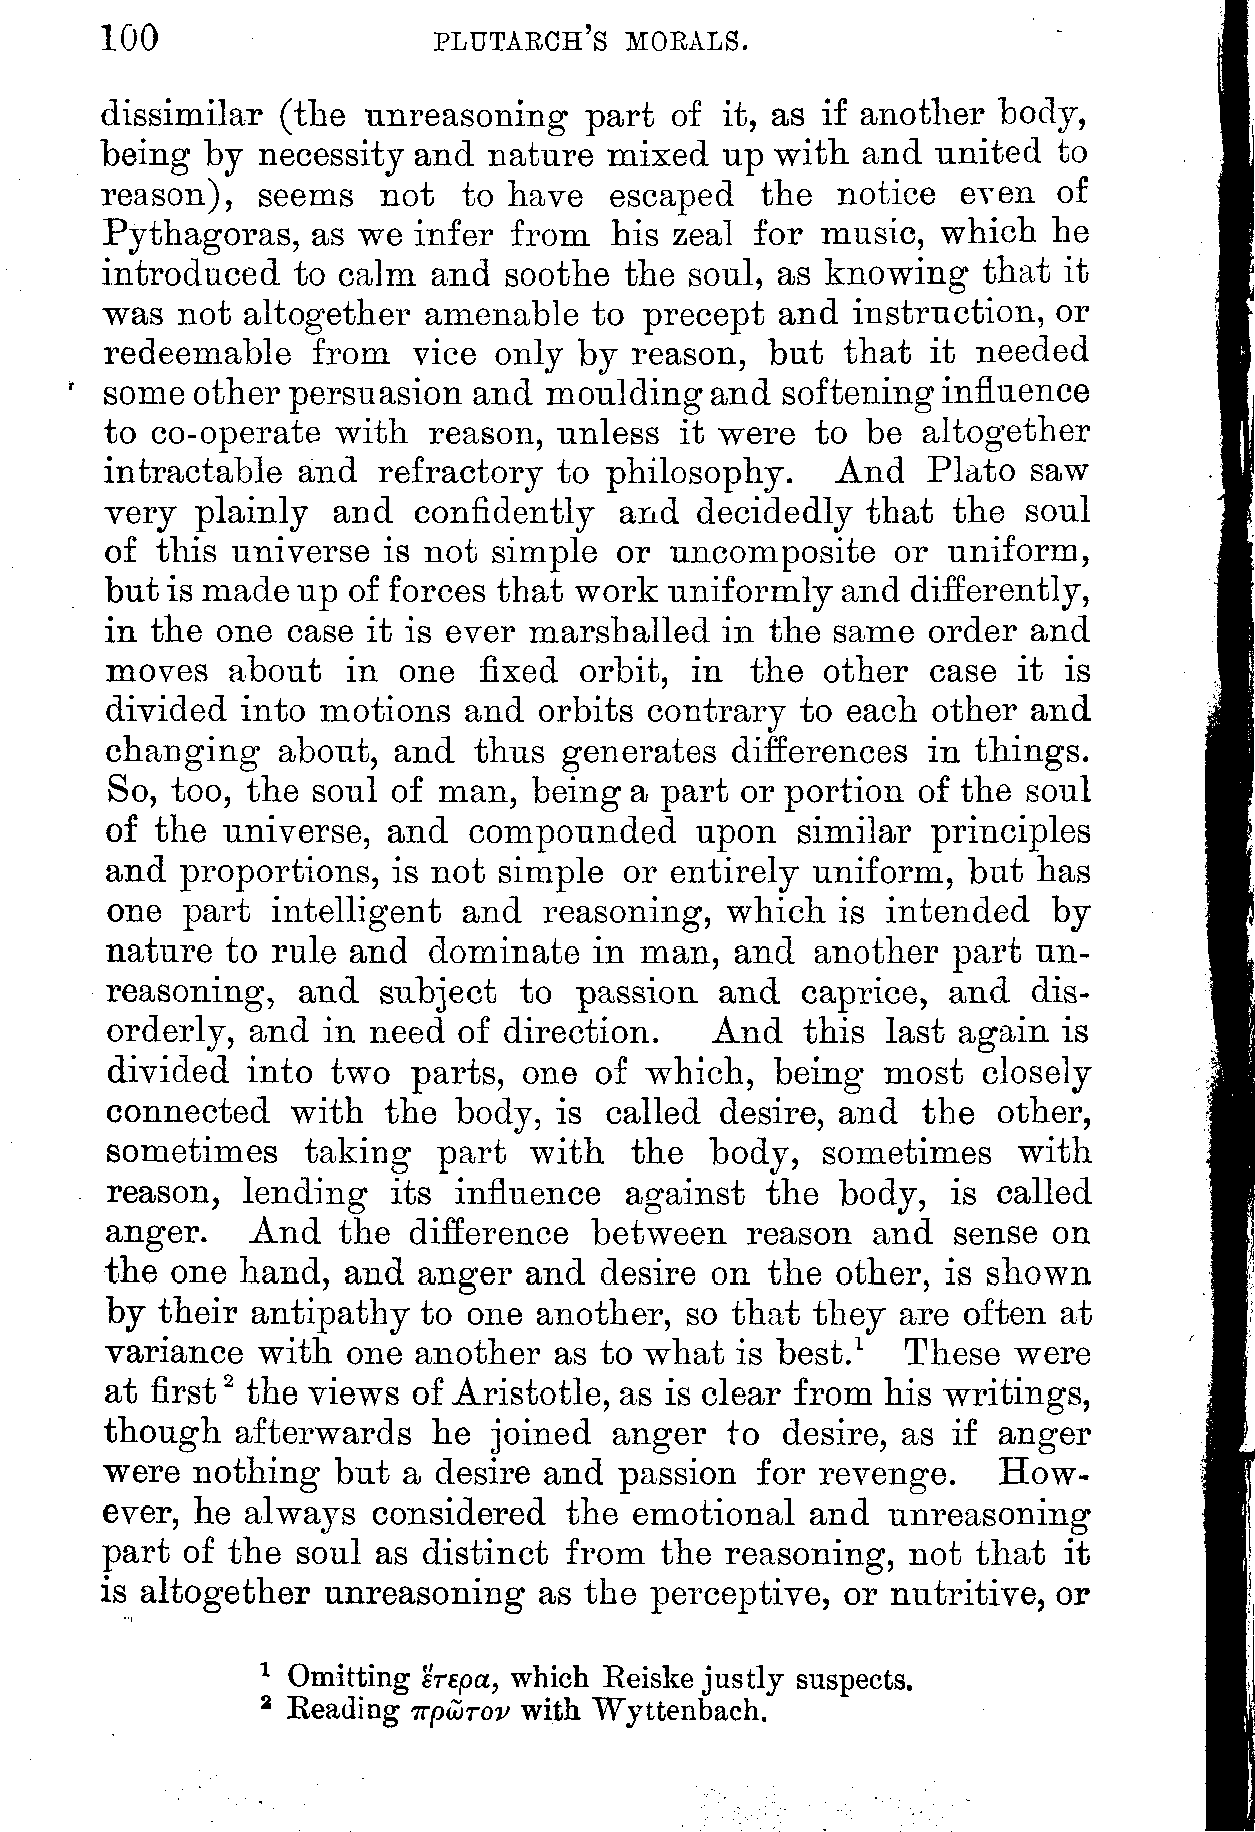 100 PLUTARCH'S MORALS.
dissimilar (the unreasoning part of it, as if another body,
being by necessity and nature mixed up with and united to
reason), seems not to have escaped the notice even of
Pythagoras, as we infer from his zeal for music, which he
introduced to calm and soothe the soul, as knowing that it
was not altogether amenable to precept and instruction, or
redeemable from vice only by reason, but that it needed
some other persuasion and moulding and softening influence
to co-operate with reason, unless it were to be altogether
intractable and refractory to philosophy. And Plato saw
very plainly and confidently and decidedly that the soul
of this universe is not simple or uncomposite or uniform,
but is made up of forces that work uniformly and differently,
in the one case it is ever marshalled in the same order and
moves about in one fixed orbit, in the other case it is
divided into motions and orbits contrary to each other and
changing about, and thus generates differences in things.
So, too, the soul of man, being a part or portion of the soul
of the universe, and compounded upon similar principles
and proportions, is not simple or entirely uniform, but has
one part intelligent and reasoning, which is intended by
nature to rule and dominate in man, and another part un-
reasoning, and subject to passion and caprice, and dis-
orderly, and in need of direction. And this last again is
divided into two parts, one of which, being most closely
connected with the body, is called desire, and the other,
sometimes taking part with the body, sometimes with
reason, lending its influence against the body, is called
anger. And the difference between reason and sense on
the one hand, and anger and desire on the other, is shown
by their antipathy to one another, so that they are often at
variance with one another as to what is best.¹ These were
at first² the views of Aristotle, as is clear from his writings,
though afterwards he joined anger to desire, as if anger
were nothing but a desire and passion for revenge. How-
ever, he always considered the emotional and unreasoning
part of the soul as distinct from the reasoning, not that it
is altogether unreasoning as the perceptive, or nutritive, or
¹ Omitting ἕτερα, which Reiske justly suspects.
² Reading πρῶτον with Wyttenbach.